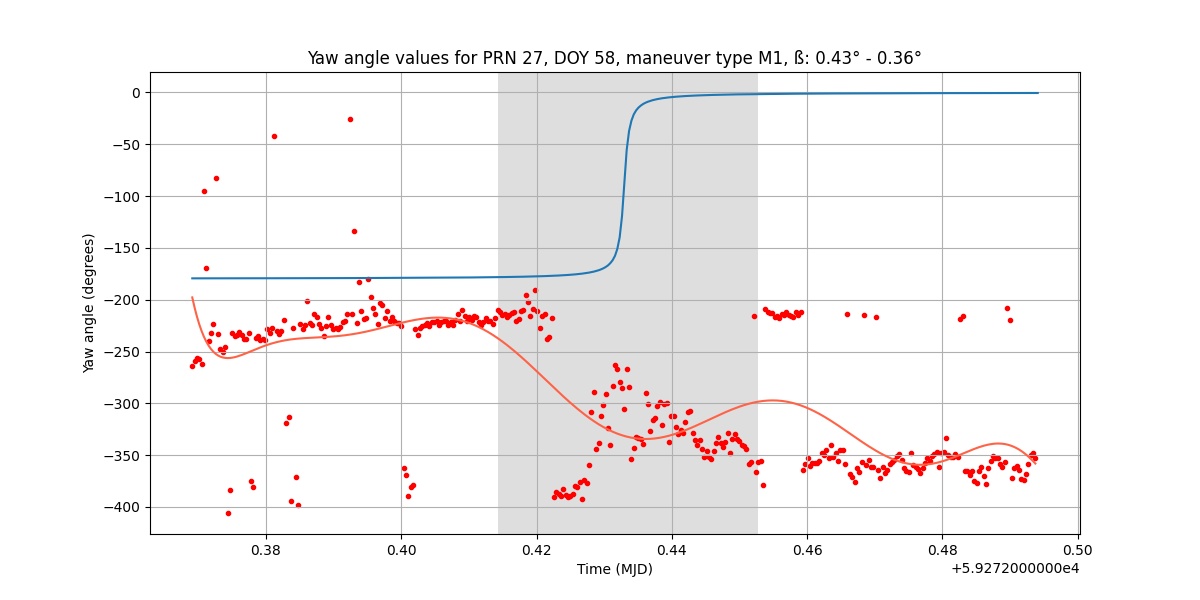 Yaw angle values for PRN 27, DOY 58, maneuver type M1, ß: 0.43° - 0.36°
Yaw angle (degrees)
0
−50
−100
−150
−200
−250
−300
−350
−400
0.38 0.40 0.42 0.44 0.46 0.48 0.50
Time (MJD)
+5.9272000000e4